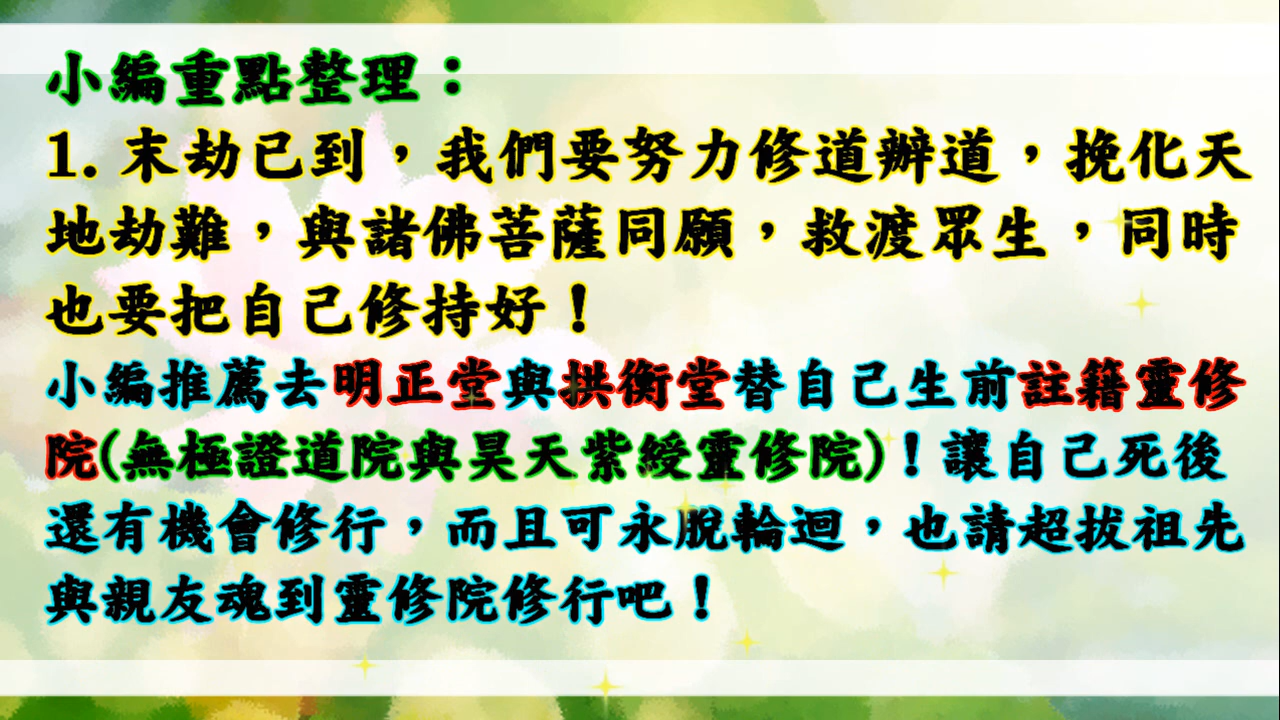 小編重點整理：
1. 末劫已到，我們要努力修道辦道，挽化天
地劫難，與諸佛菩薩同願，救渡眾生，同時
也要把自己修持好！
小編推薦去明正堂與拱衡堂替自己生前註籍靈修
院(無極證道院與昊天紫綬靈修院)！讓自己死後
還有機會修行，而且可永脫輪迴，也請超拔祖先
與親友魂到靈修院修行吧！